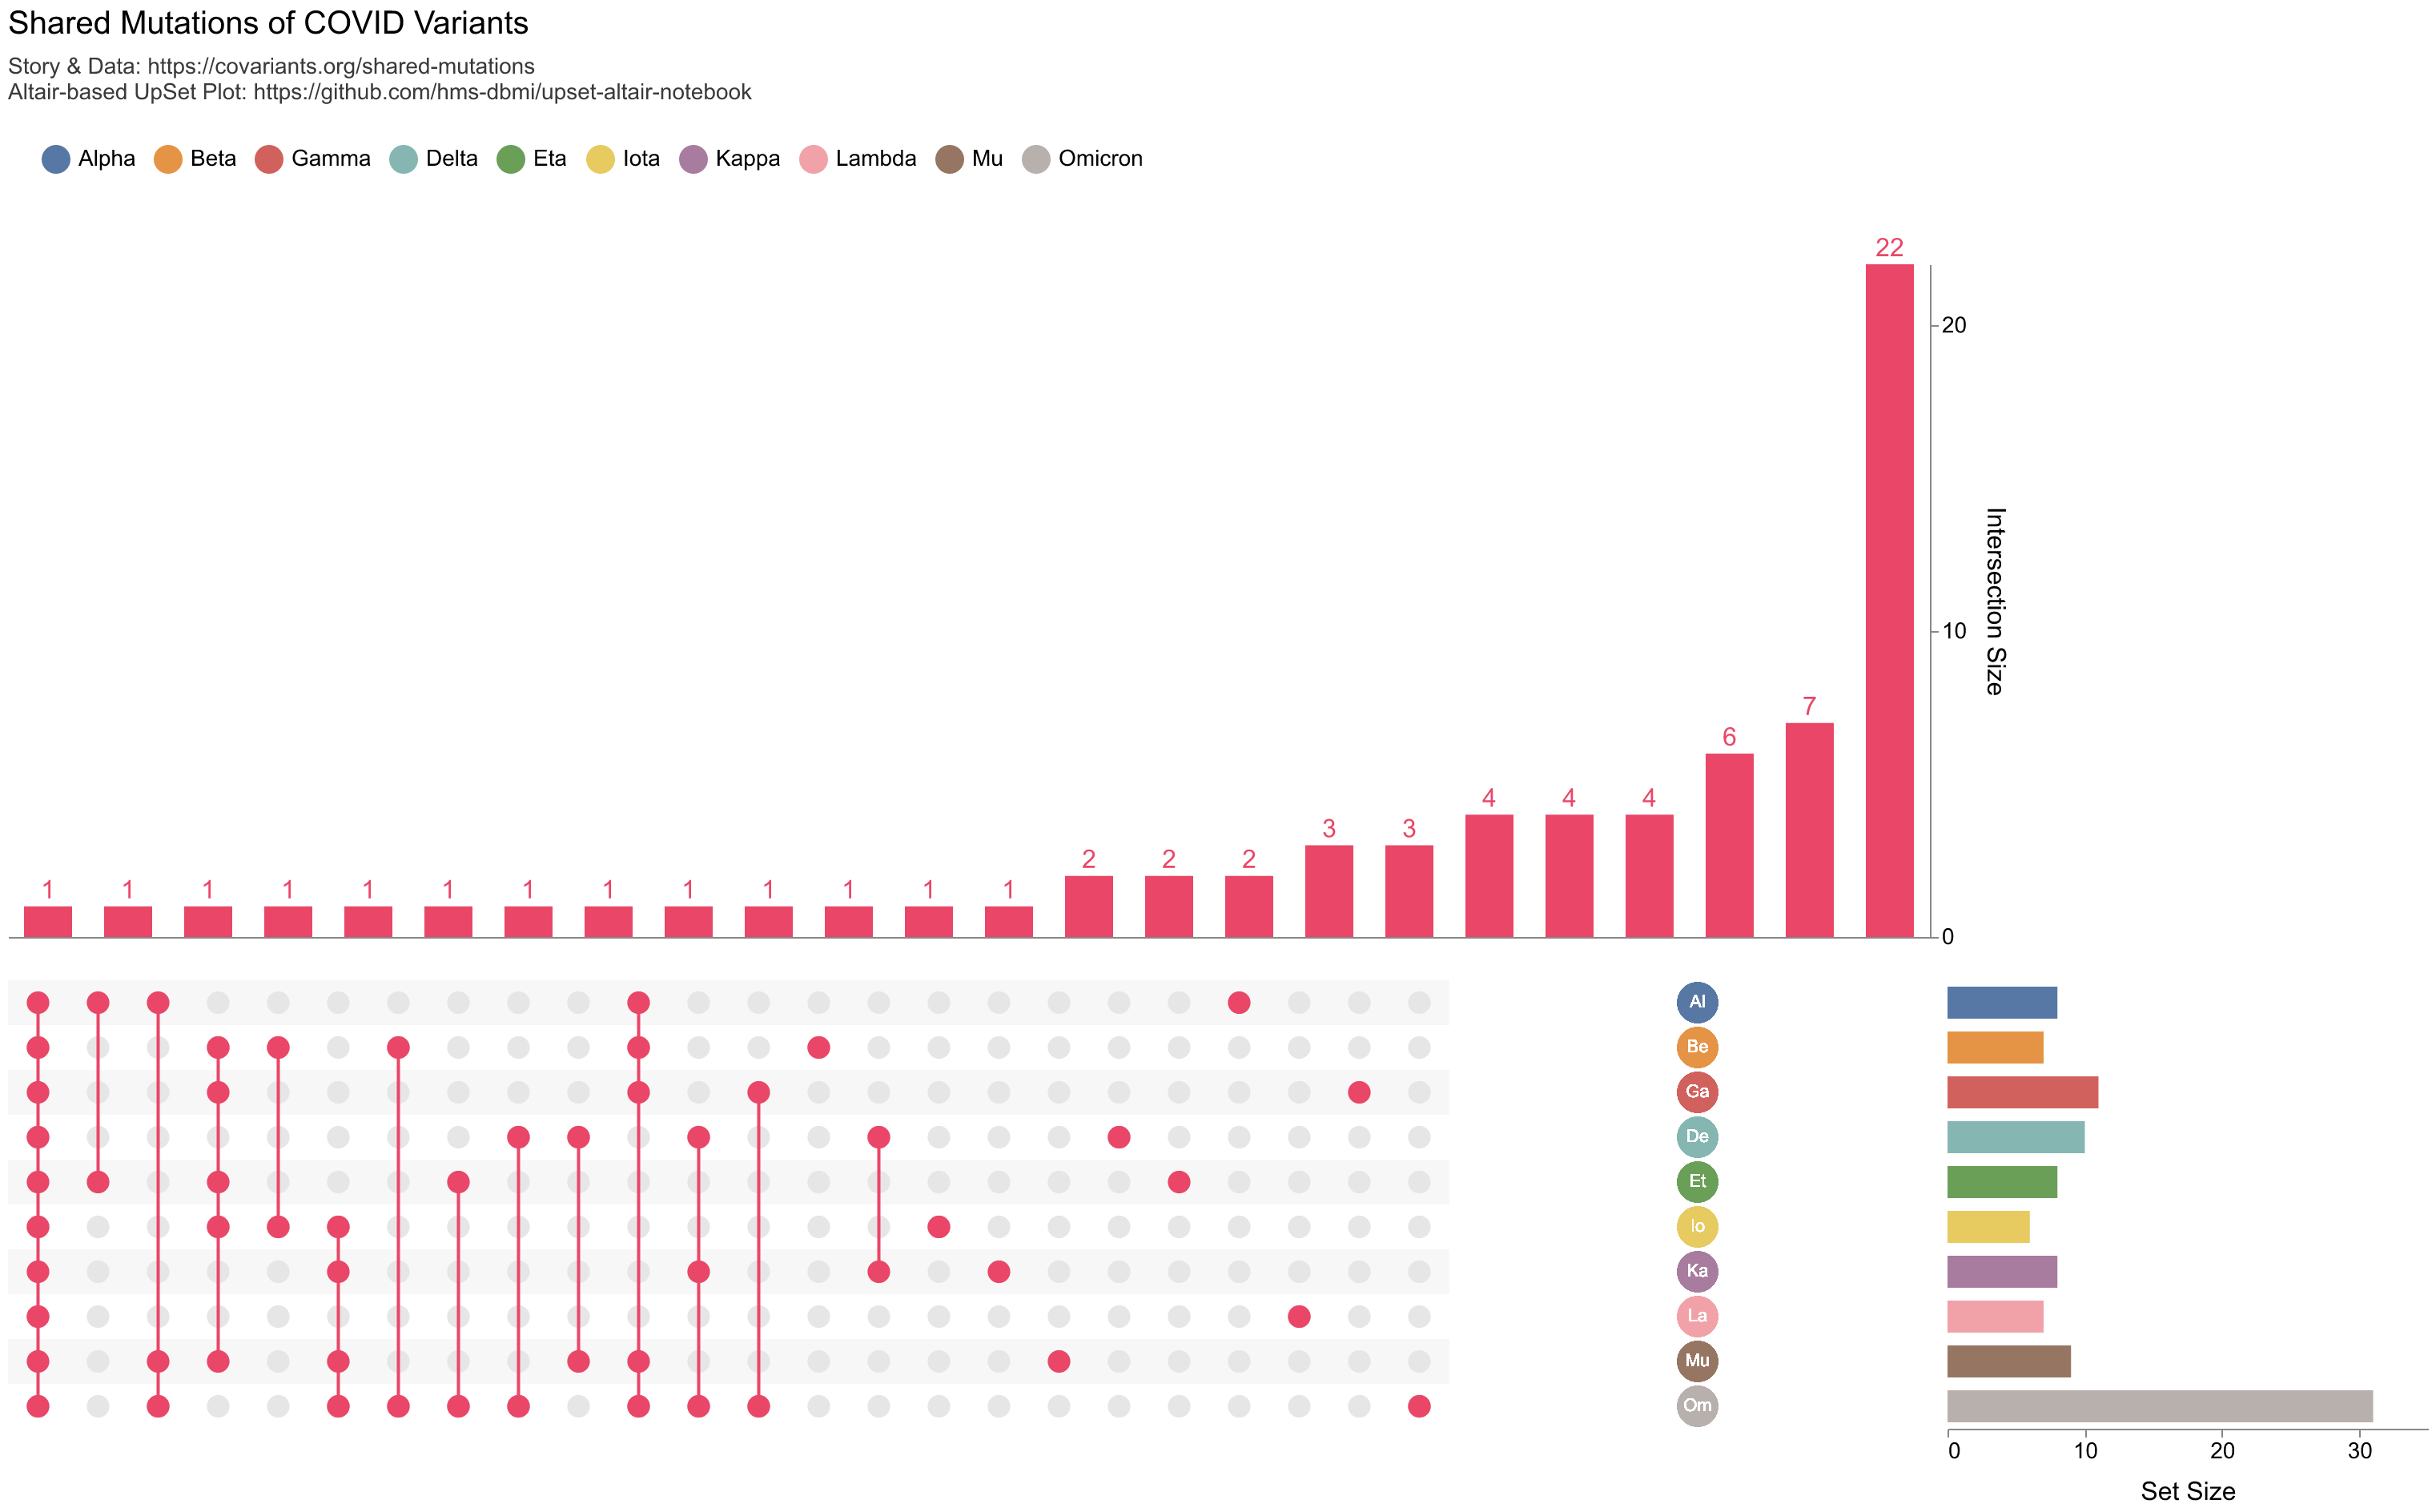 Shared Mutations of COVID Variants
Story & Data: https://covariants.org/shared-mutations
Altair-based UpSet Plot: https://github.com/hms-dbmi/upset-altair-notebook
Alpha Beta Gamma Delta Eta Iota Kappa Lambda Mu Omicron
22
20
Intersection Size
10
7
6
4 4 4
3 3
2 2 2
1 1 1 1 1 1 1 1 1 1 1 1 1
0
Al
Be
Ga
De
Et
Io
Ka
La
Mu
Om
0 10 20 30
Set Size